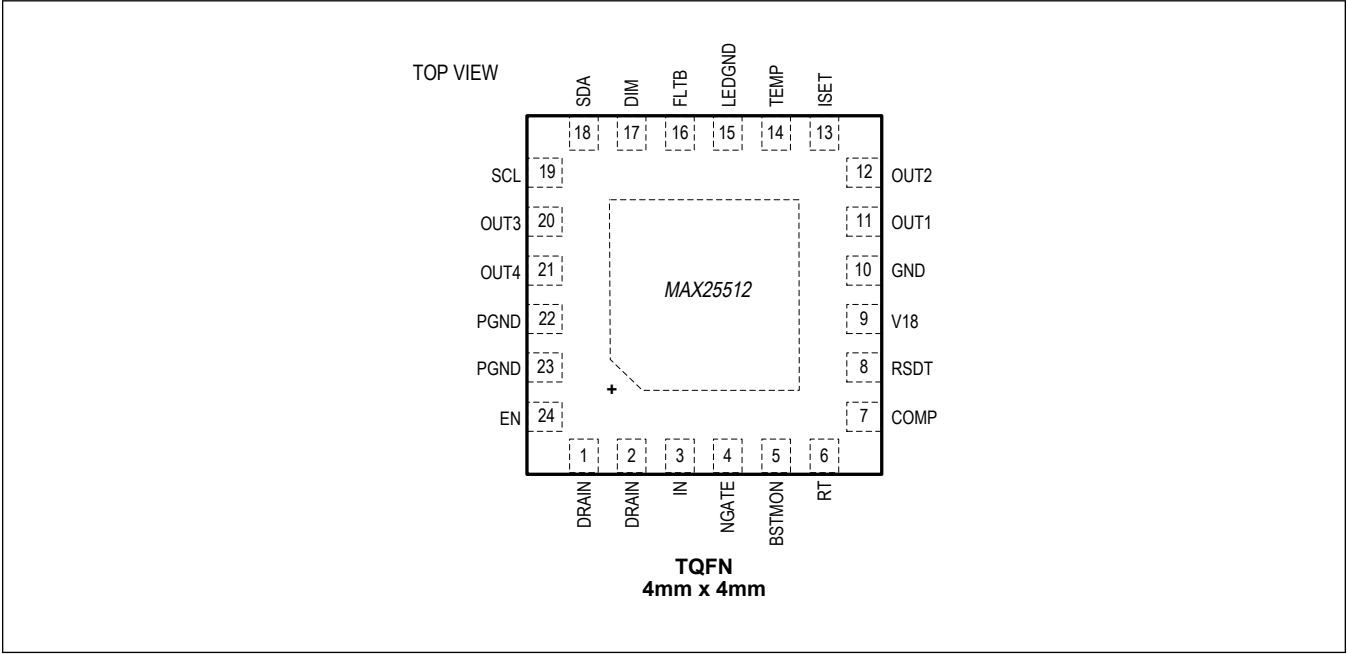 TOP VIEW
SDA
DIM
FLTB
LEDGND
TEMP
ISET
18
17
16
15
14
13
SCL 19
12 OUT2
OUT3 20
11 OUT1
OUT4 21
10 GND
MAX25512
PGND 22
9 V18
PGND 23
8 RSDT
+
EN 24
7 COMP
1
2
3
4
5
6
DRAIN
DRAIN
IN
NGATE
BSTMON
RT
TQFN
4mm x 4mm